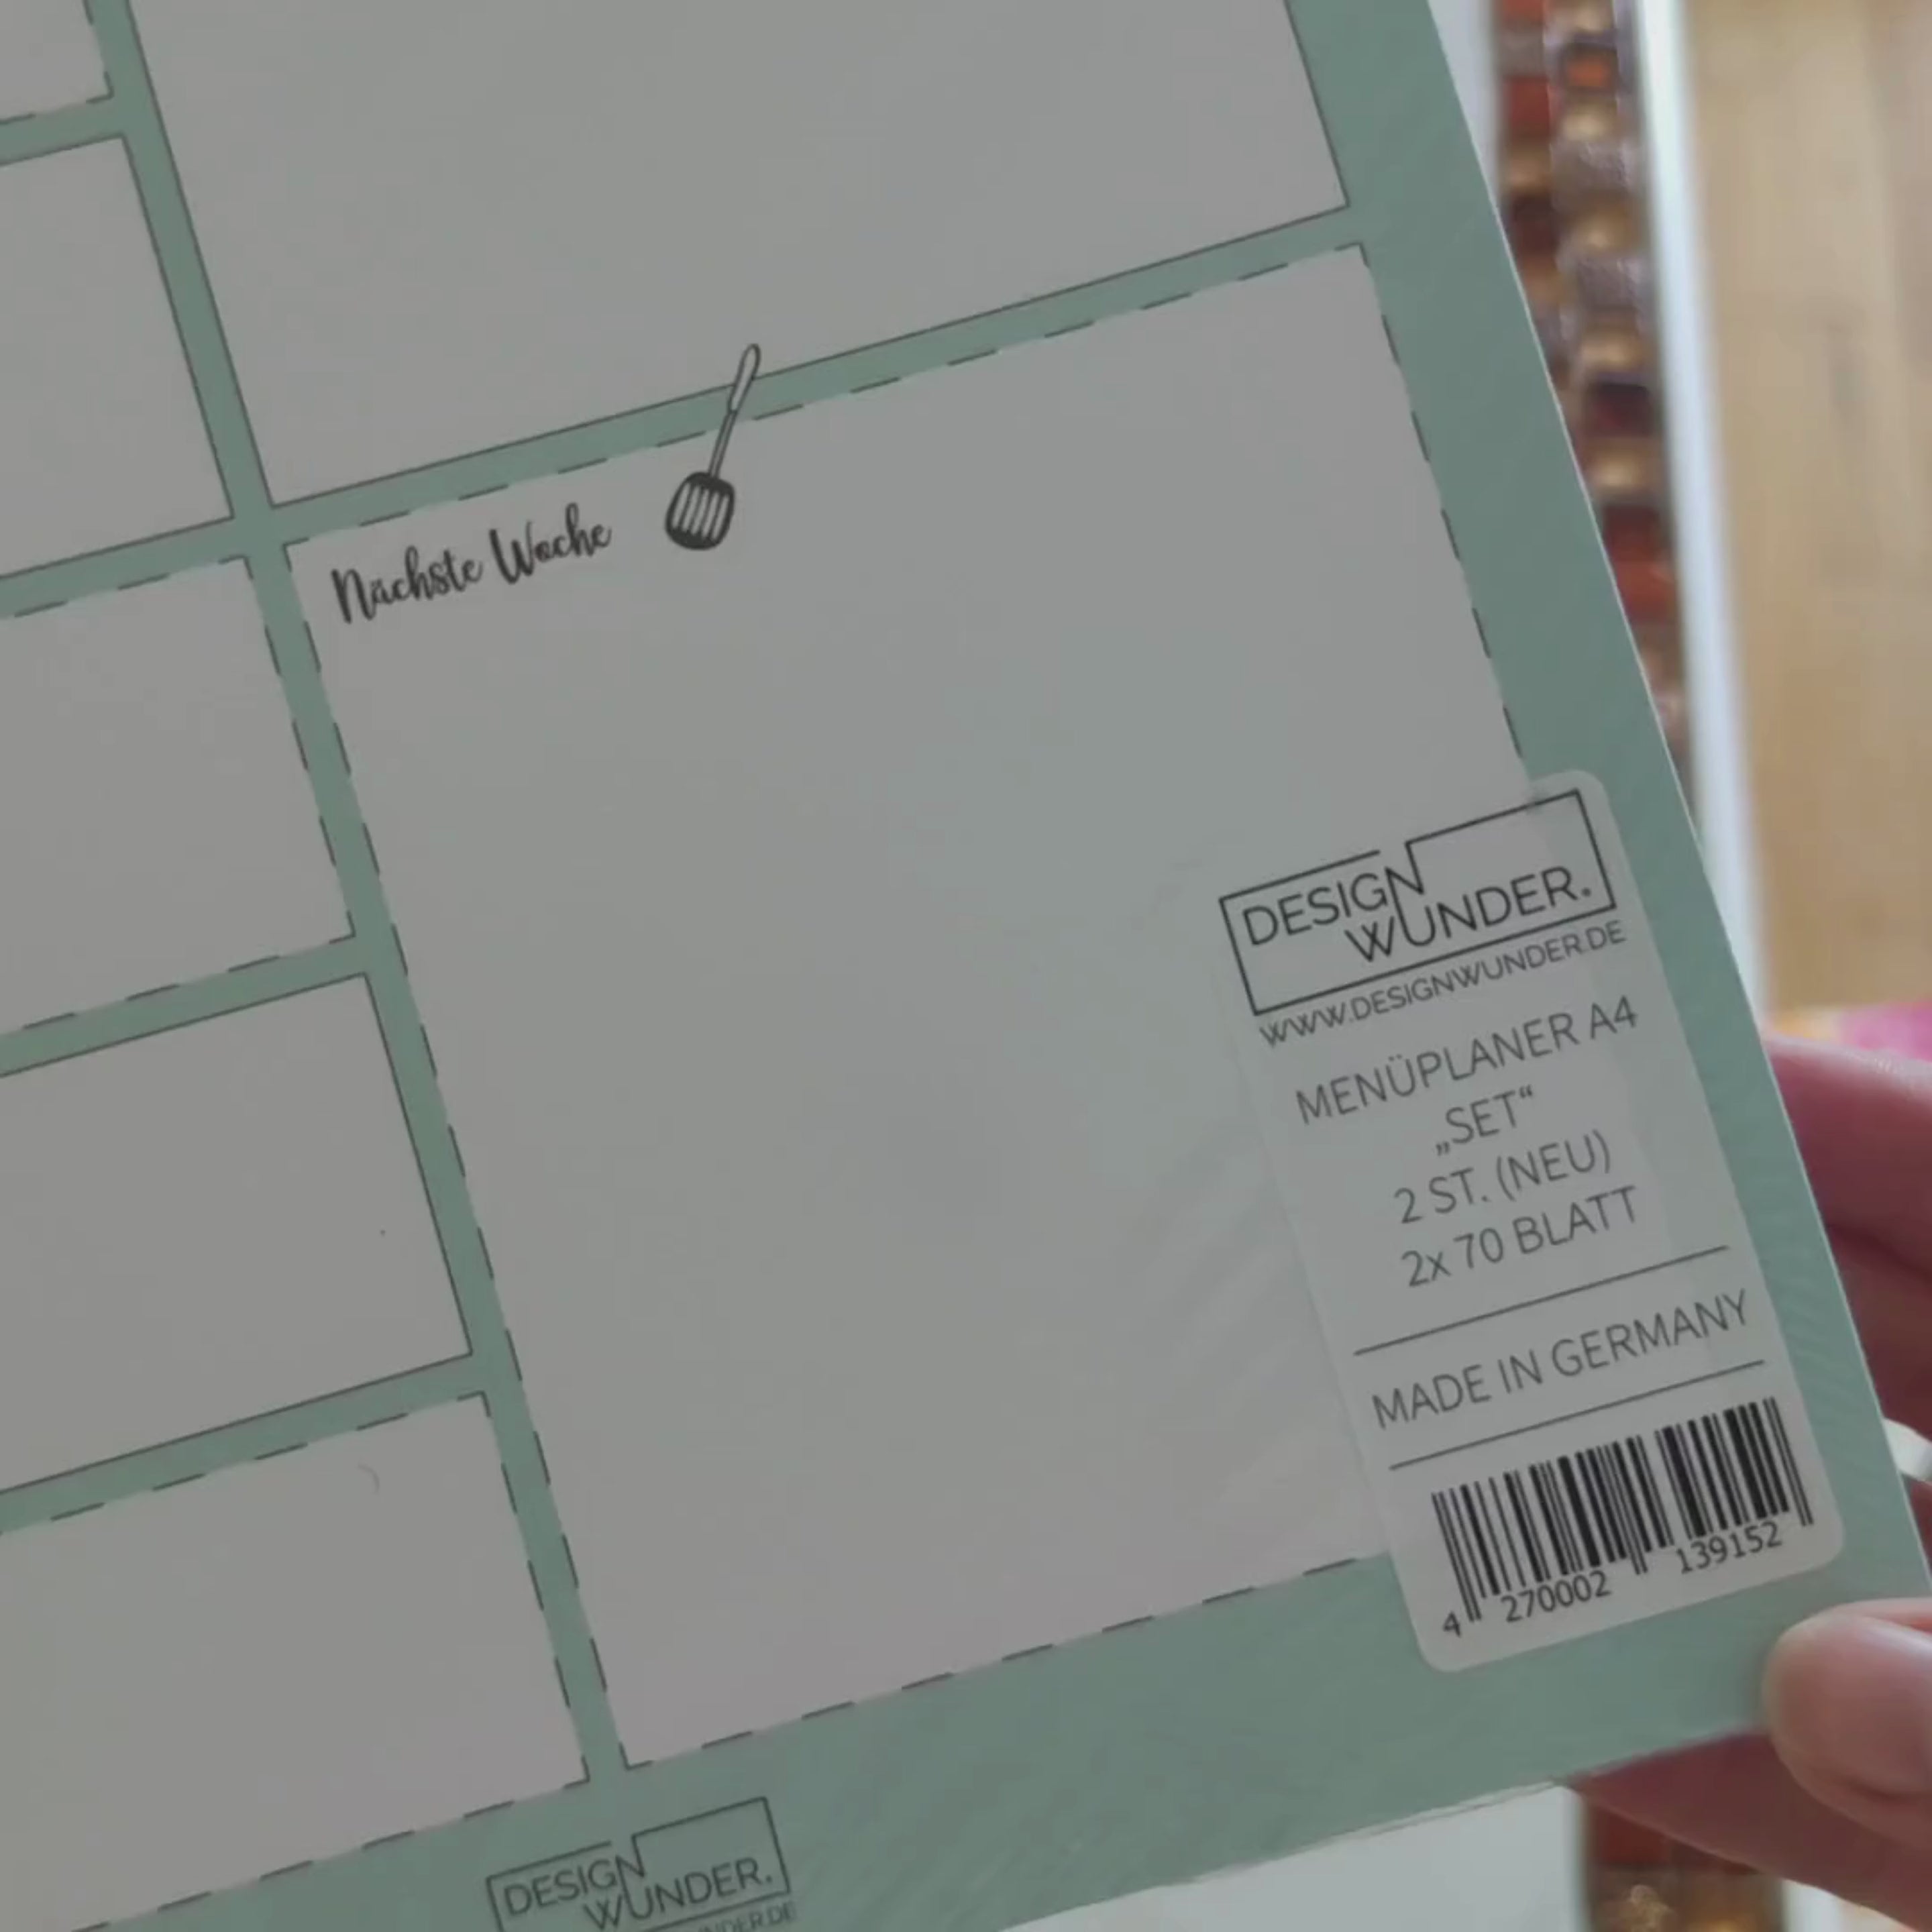 Nächste Woche
DESIGN
WUNDER.
WWW.DESIGNWUNDER.DE
MENÜPLANER A4
„SET“
2 ST. (NEU)
2x 70 BLATT
MADE IN GERMANY
4 270002 139152
DESIGN
WUNDER.